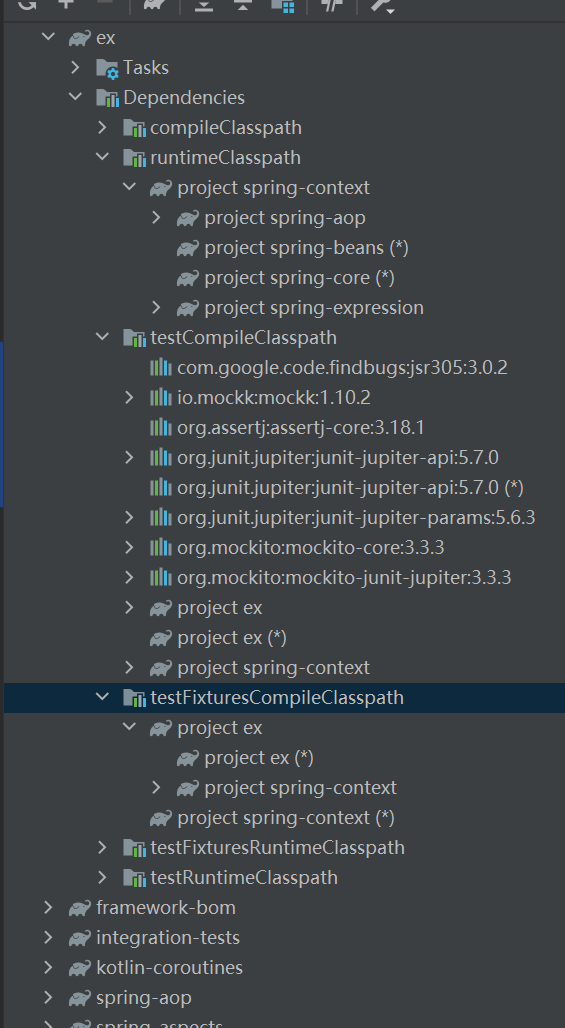 ex
Tasks
Dependencies
compileClasspath
runtimeClasspath
project spring-context
project spring-aop
project spring-beans (*)
project spring-core (*)
project spring-expression
testCompileClasspath
com.google.code.findbugs:jsr305:3.0.2
io.mockk:mockk:1.10.2
org.assertj:assertj-core:3.18.1
org.junit.jupiter:junit-jupiter-api:5.7.0
org.junit.jupiter:junit-jupiter-api:5.7.0 (*)
org.junit.jupiter:junit-jupiter-params:5.6.3
org.mockito:mockito-core:3.3.3
org.mockito:mockito-junit-jupiter:3.3.3
project ex
project ex (*)
project spring-context
testFixturesCompileClasspath
project ex
project ex (*)
project spring-context
project spring-context (*)
testFixturesRuntimeClasspath
testRuntimeClasspath
framework-bom
integration-tests
kotlin-coroutines
spring-aop
spring-aspects